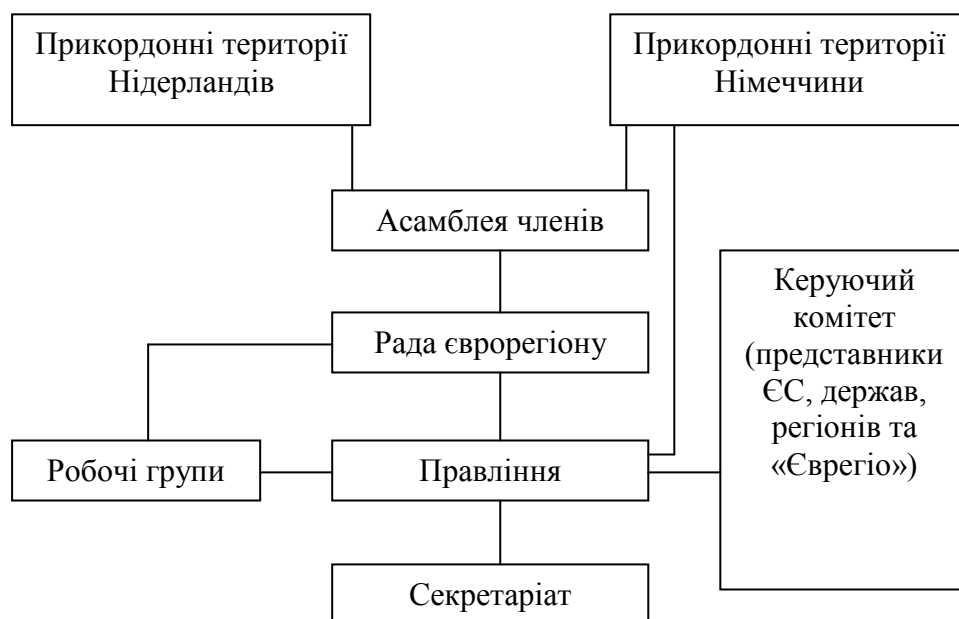 Прикордонні території
Нідерландів
Прикордонні території
Німеччини
Асамблея членів
Рада єврорегіону
Керуючий
комітет
(представники
ЄС, держав,
регіонів та
«Єврегіо»)
Робочі групи
Правління
Секретаріат